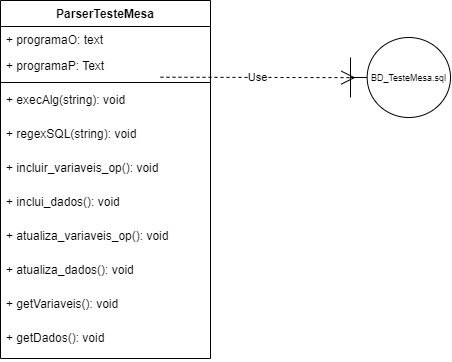 ParserTesteMesa
+ programaO: text
+ programaP: Text
Use
BD_TesteMesa.sql
+ execAlg(string): void
+ regexSQL(string): void
+ incluir_variaveis_op(): void
+ inclui_dados(): void
+ atualiza_variaveis_op(): void
+ atualiza_dados(): void
+ getVariaveis(): void
+ getDados(): void